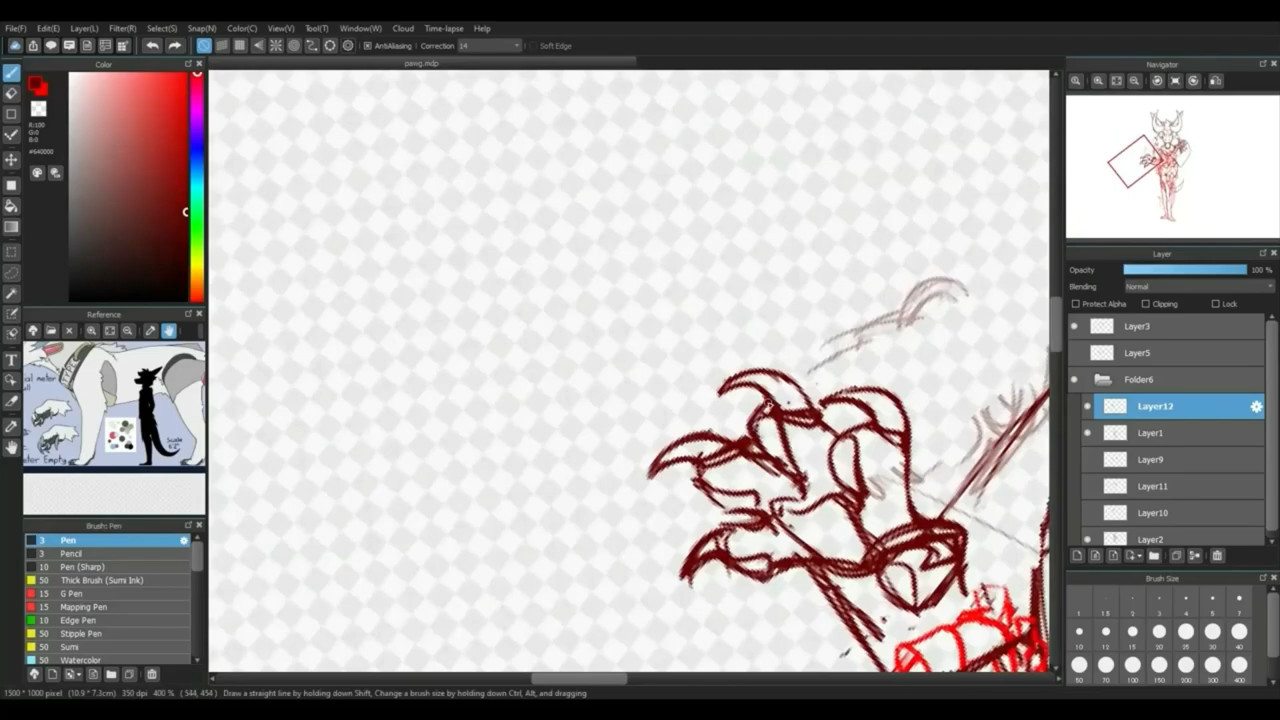 File(F) Edit(E) Layer(L) Filter(R) Select(S) Snap(N) Color(C) View(V) Tool(T) Window(W) Cloud Time-lapse Help
AntiAliasing Correction 14 Soft Edge
Color
pawg.mdp
Navigator
R:100
G:0
B:0
#640000
Layer
Opacity 100 %
Blending Normal
Protect Alpha Clipping Lock
Reference
Layer3
Layer5
Folder6
Layer12
Layer1
Layer9
Layer11
Layer10
Layer2
Scale
Brush: Pen
3 Pen
3 Pencil
10 Pen (Sharp)
50 Thick Brush (Sumi Ink)
15 G Pen
15 Mapping Pen
10 Edge Pen
50 Stipple Pen
50 Sumi
50 Watercolor
Brush Size
1 1.5 2 3 4 5 7
10 12 15 20 25 30 40
50 70 100 150 200 300 400
1500 * 1000 pixel (10.9 * 7.3cm) 350 dpi 400 % ( 544, 454 ) Draw a straight line by holding down Shift, Change a brush size by holding down Ctrl, Alt, and dragging